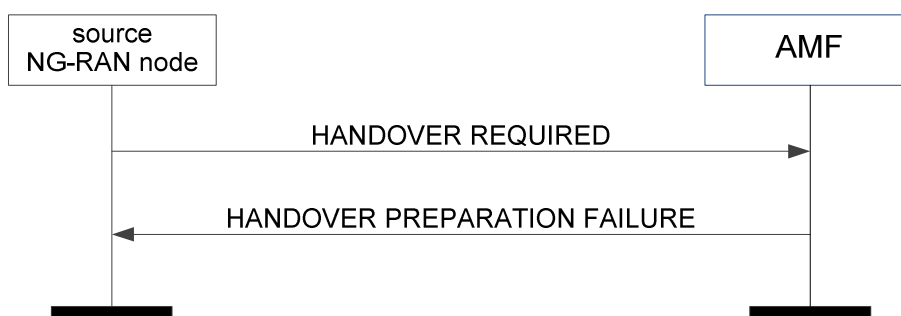 source
NG-RAN node
AMF
HANDOVER REQUIRED
HANDOVER PREPARATION FAILURE